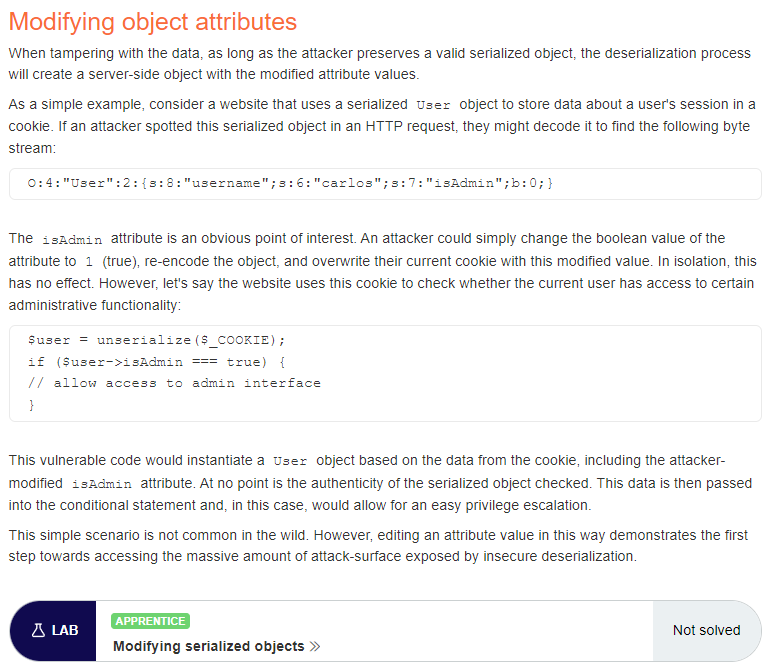 Modifying object attributes
When tampering with the data, as long as the attacker preserves a valid serialized object, the deserialization process
will create a server-side object with the modified attribute values.
As a simple example, consider a website that uses a serialized User object to store data about a user's session in a
cookie. If an attacker spotted this serialized object in an HTTP request, they might decode it to find the following byte
stream:
O:4:"User":2:{s:8:"username";s:6:"carlos";s:7:"isAdmin";b:0;}
The isAdmin attribute is an obvious point of interest. An attacker could simply change the boolean value of the
attribute to 1 (true), re-encode the object, and overwrite their current cookie with this modified value. In isolation, this
has no effect. However, let's say the website uses this cookie to check whether the current user has access to certain
administrative functionality:
$user = unserialize($_COOKIE);
if ($user->isAdmin === true) {
// allow access to admin interface
}
This vulnerable code would instantiate a User object based on the data from the cookie, including the attacker-
modified isAdmin attribute. At no point is the authenticity of the serialized object checked. This data is then passed
into the conditional statement and, in this case, would allow for an easy privilege escalation.
This simple scenario is not common in the wild. However, editing an attribute value in this way demonstrates the first
step towards accessing the massive amount of attack-surface exposed by insecure deserialization.
LAB
APPRENTICE
Modifying serialized objects »
Not solved